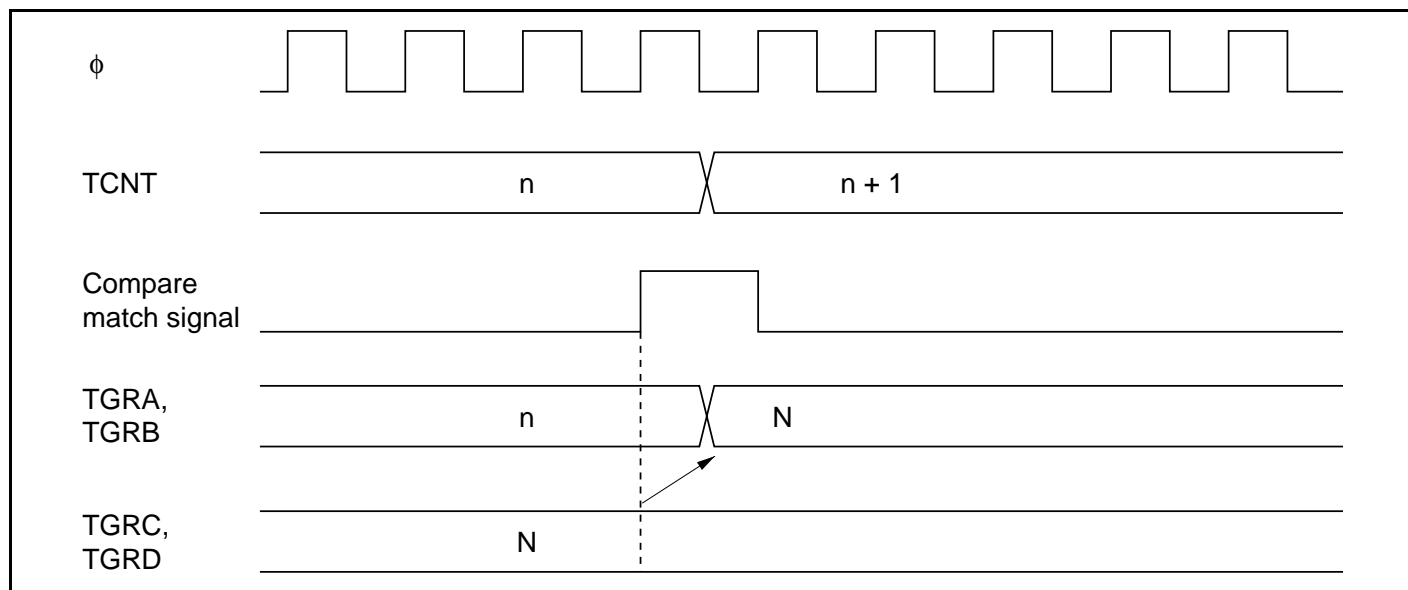 ϕ
TCNT
n
n + 1
Compare
match signal
TGRA,
TGRB
n
N
TGRC,
TGRD
N